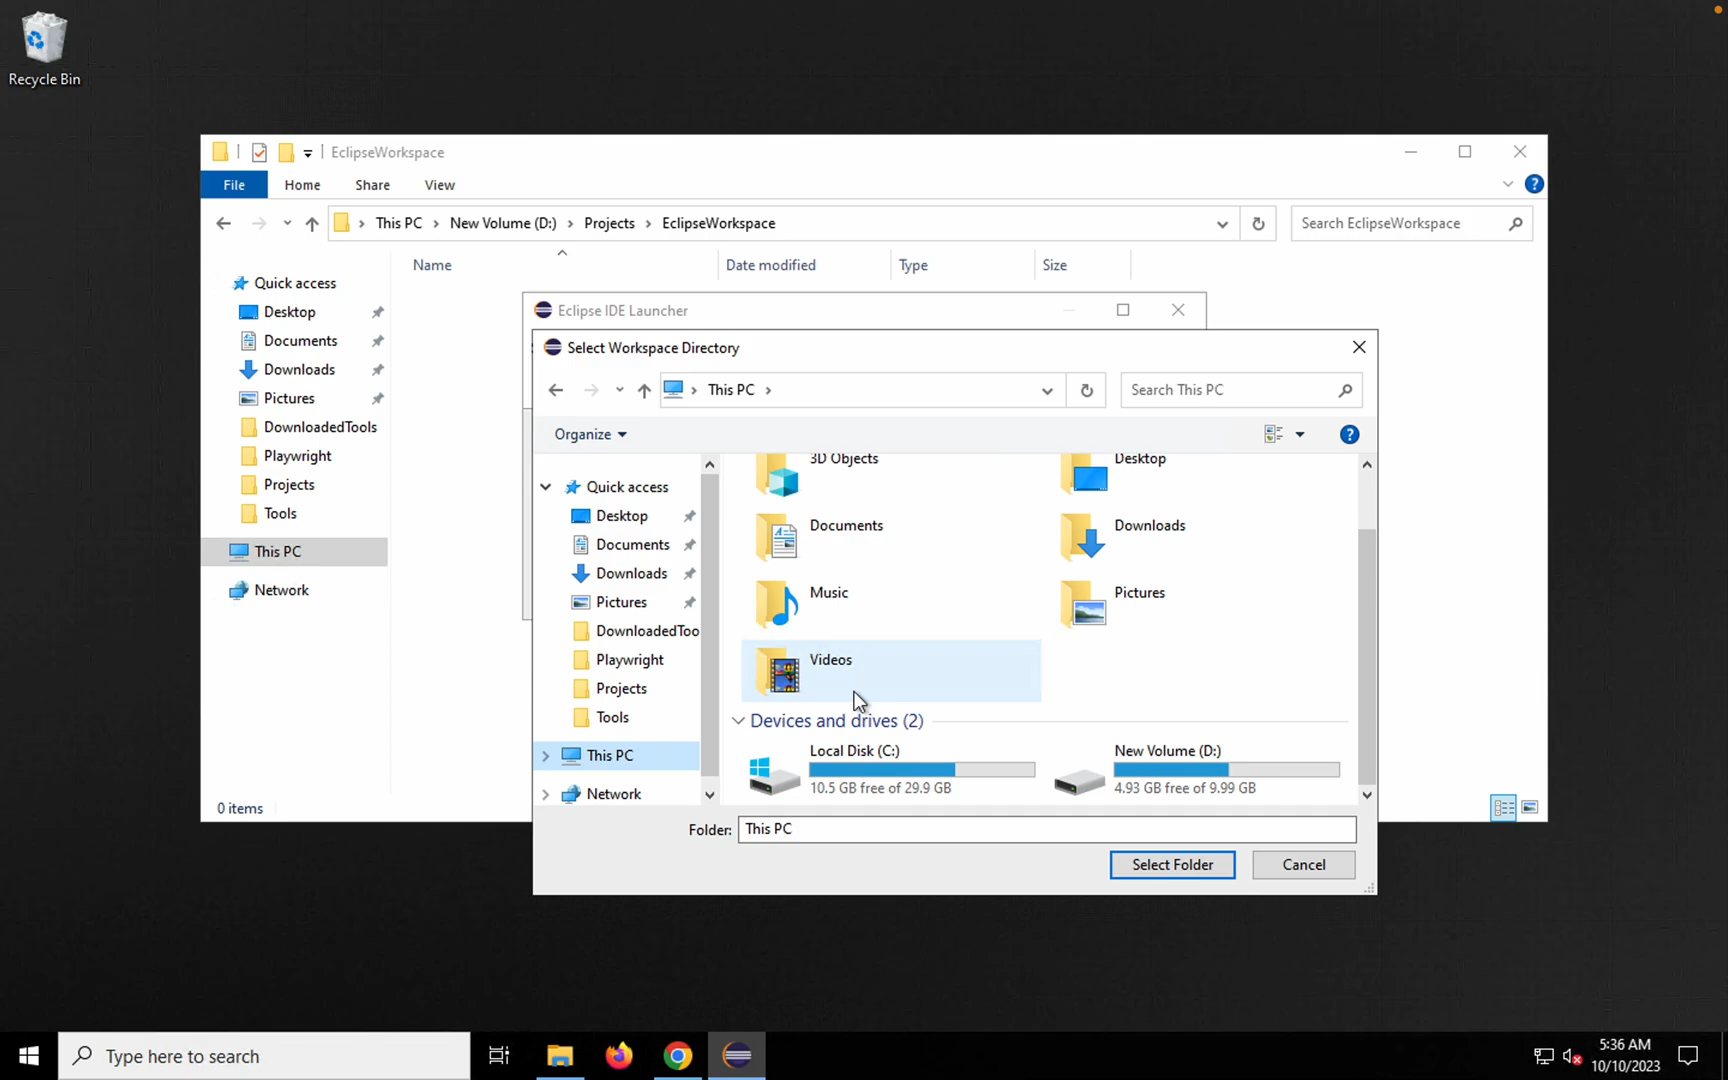 Recycle Bin
EclipseWorkspace
File Home Share View
This PC New Volume (D:) Projects EclipseWorkspace
Search EclipseWorkspace
Name Date modified Type Size
Quick access
Desktop
Documents
Downloads
Pictures
DownloadedTools
Playwright
Projects
Tools
This PC
Network
0 items
Eclipse IDE Launcher
Select Workspace Directory
This PC
Search This PC
Organize
Quick access
Desktop
Documents
Downloads
Pictures
DownloadedToo
Playwright
Projects
Tools
This PC
Network
3D Objects
Desktop
Documents
Downloads
Music
Pictures
Videos
Devices and drives (2)
Local Disk (C:)
10.5 GB free of 29.9 GB
New Volume (D:)
4.93 GB free of 9.99 GB
Folder: This PC
Select Folder Cancel
Type here to search
5:36 AM
10/10/2023